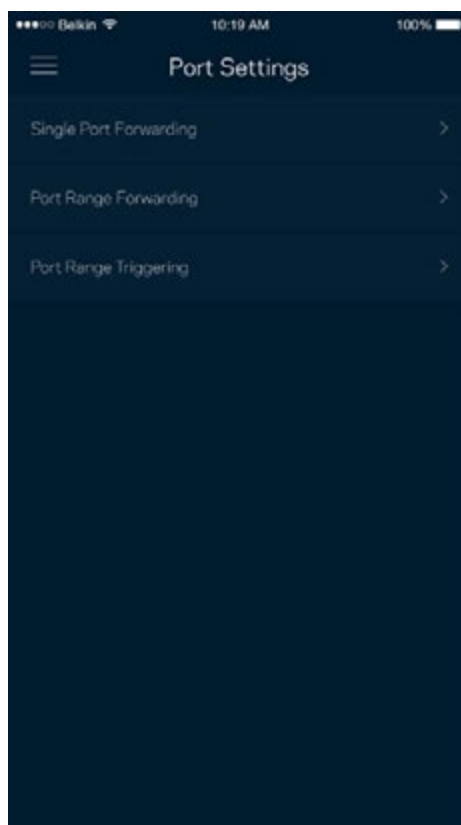 Belkin 10:19 AM 100%
Port Settings
Single Port Forwarding
Port Range Forwarding
Port Range Triggering